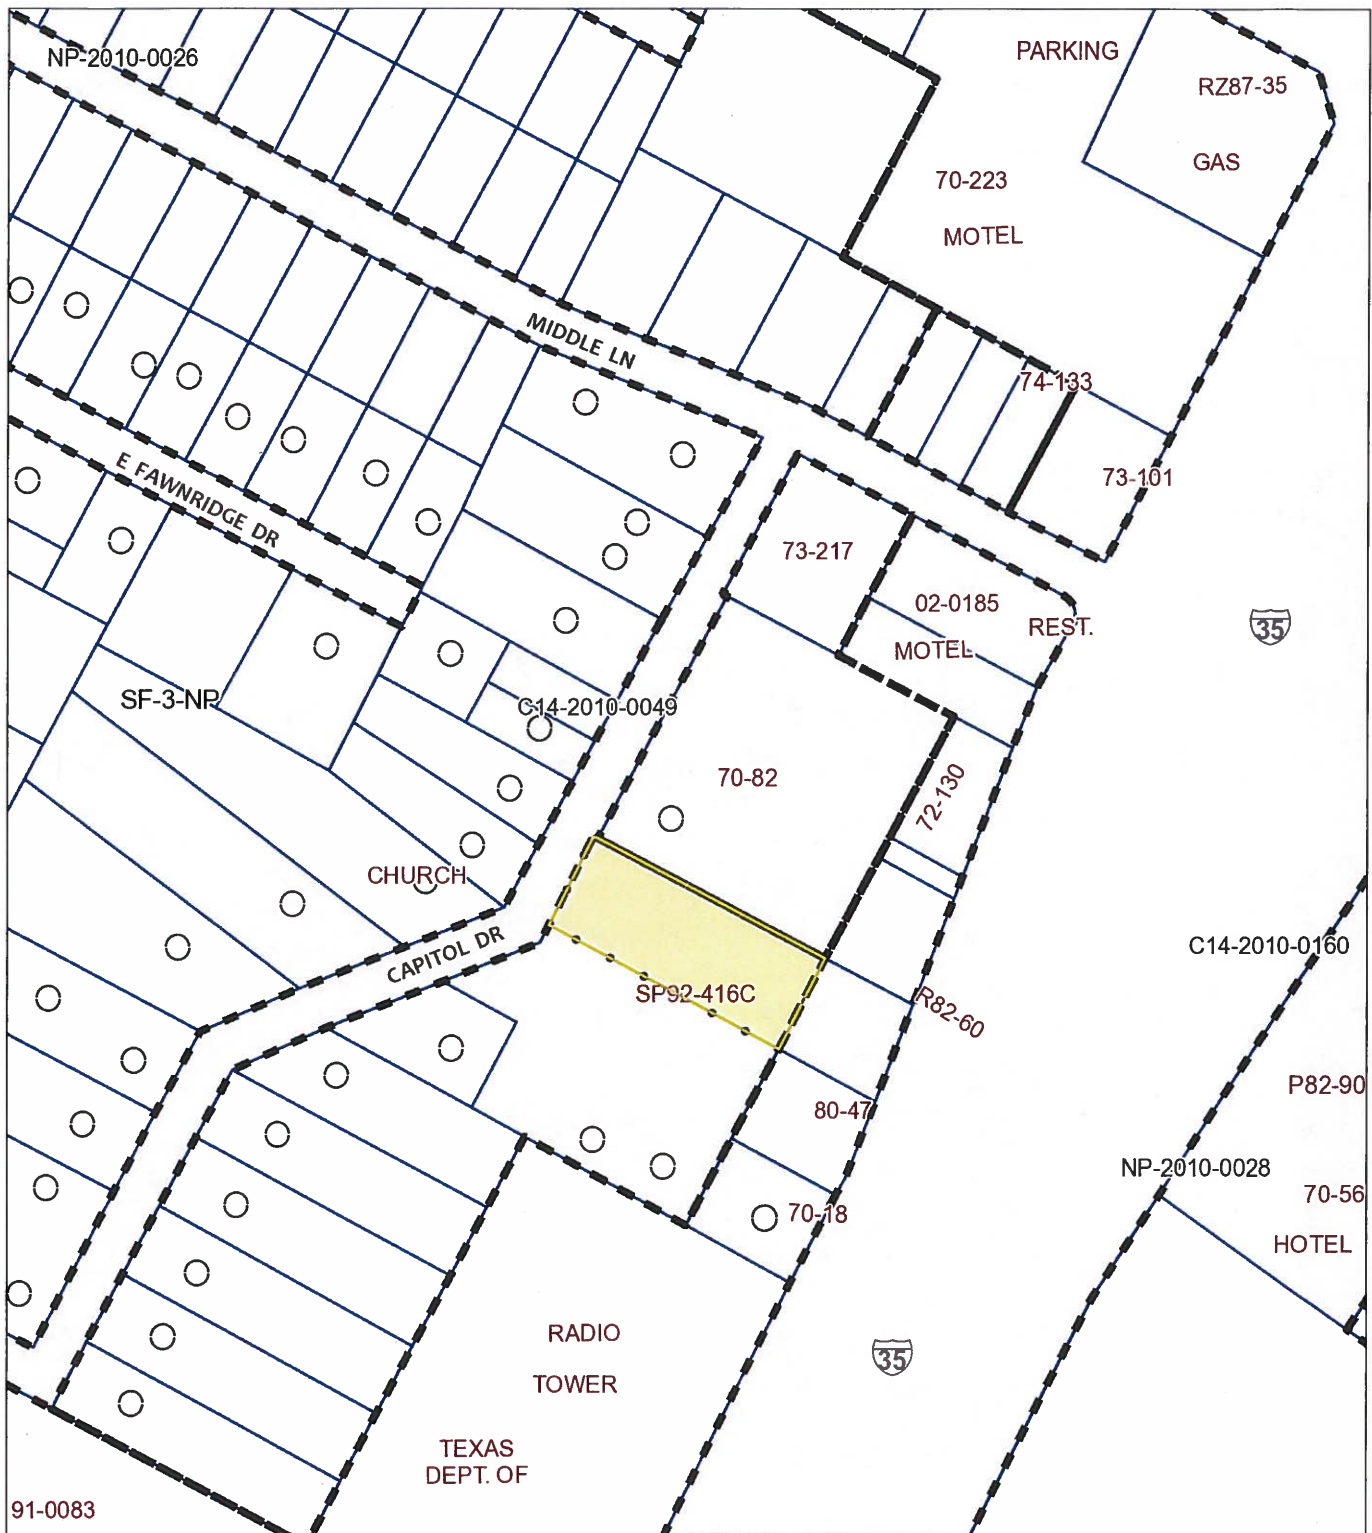 NP-2010-0026
PARKING
RZ87-35
GAS
70-223
MOTEL
MIDDLE LN
74-133
73-101
E FAWNRIDGE DR
73-217
02-0185
REST.
MOTEL
35
SF-3-NP
C14-2010-0049
70-82
72-130
CHURCH
CAPITOL DR
C14-2010-0160
SP92-416C
R82-60
P82-90
80-47
NP-2010-0028
70-56
70-18
HOTEL
RADIO
TOWER
35
TEXAS
DEPT. OF
91-0083